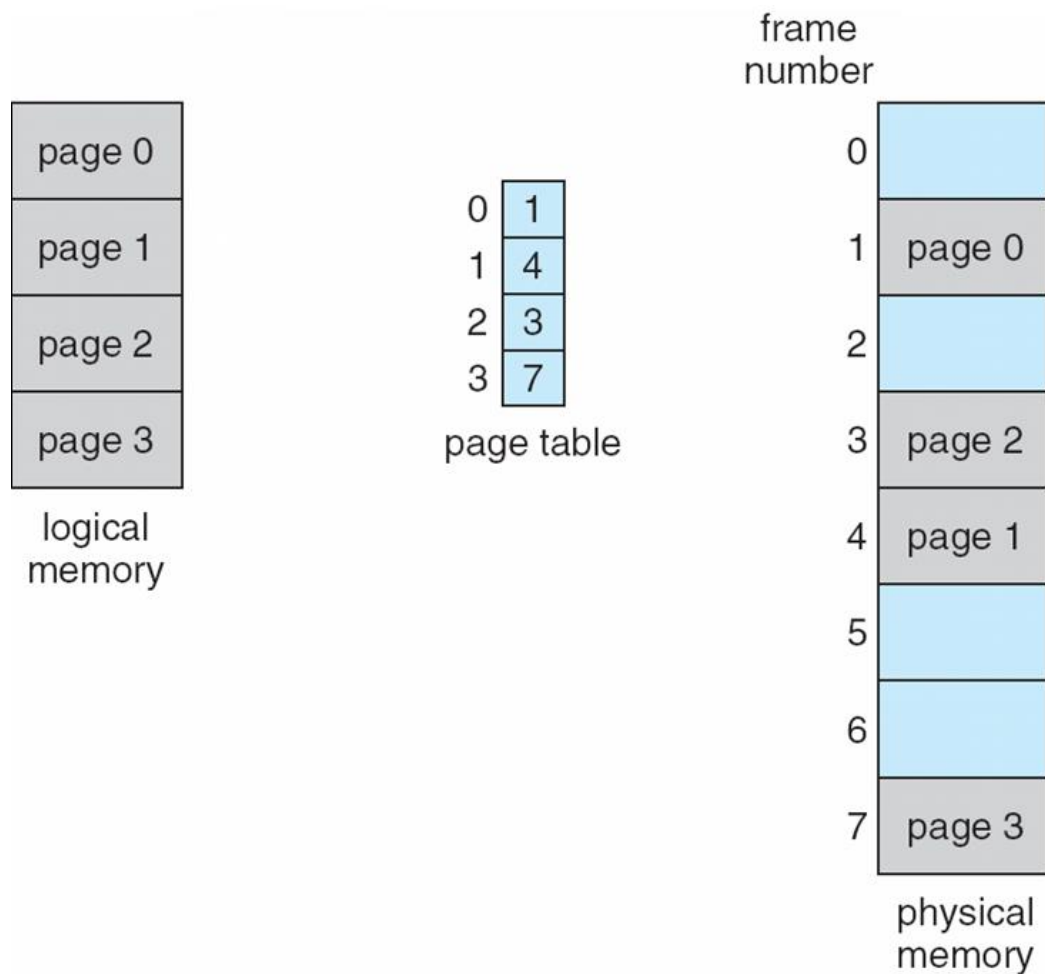 page 0
page 1
page 2
page 3
logical
memory
0 1
1 4
2 3
3 7
page table
frame
number
0
1 page 0
2
3 page 2
4 page 1
5
6
7 page 3
physical
memory